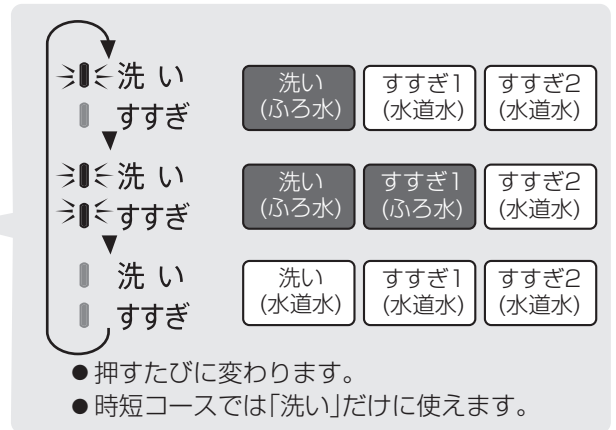 洗い
すすぎ
洗い
(ふろ水)
すすぎ1
(水道水)
すすぎ2
(水道水)
洗い
すすぎ
洗い
(ふろ水)
すすぎ1
(ふろ水)
すすぎ2
(水道水)
洗い
すすぎ
洗い
(水道水)
すすぎ1
(水道水)
すすぎ2
(水道水)
●押すたびに変わります。
●時短コースでは「洗い」だけに使えます。